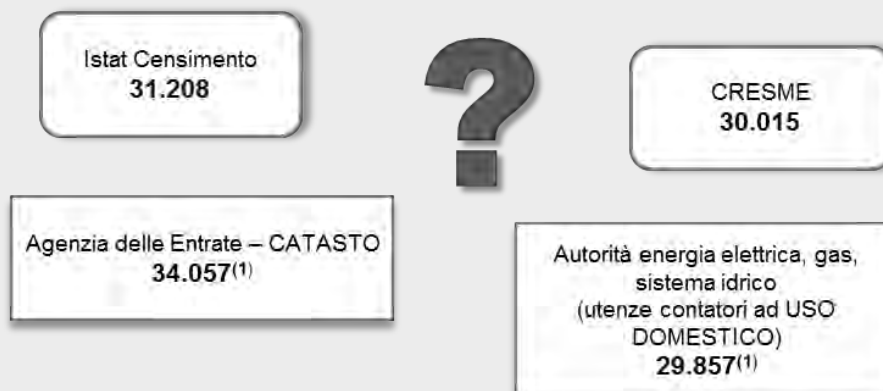 Istat Censimento
31.208
?
CRESME
30.015
Agenzia delle Entrate – CATASTO
34.057(1)
Autorità energia elettrica, gas,
sistema idrico
(utenze contatori ad USO
DOMESTICO)
29.857(1)